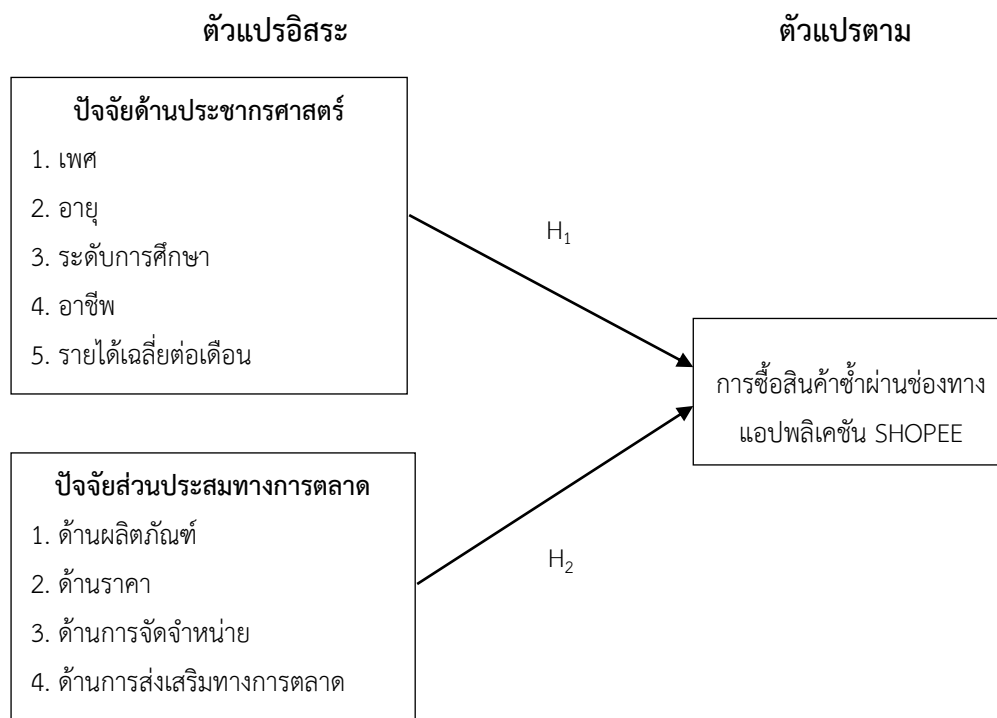 ตัวแปรอิสระ
ตัวแปรตาม
ปัจจัยด้านประชากรศาสตร์
1. เพศ
2. อายุ
3. ระดับการศึกษา
4. อาชีพ
5. รายได้เฉลี่ยต่อเดือน
H₁
การซื้อสินค้าซ้ำผ่านช่องทาง
แอปพลิเคชัน SHOPEE
ปัจจัยส่วนประสมทางการตลาด
1. ด้านผลิตภัณฑ์
2. ด้านราคา
3. ด้านการจัดจำหน่าย
4. ด้านการส่งเสริมทางการตลาด
H₂